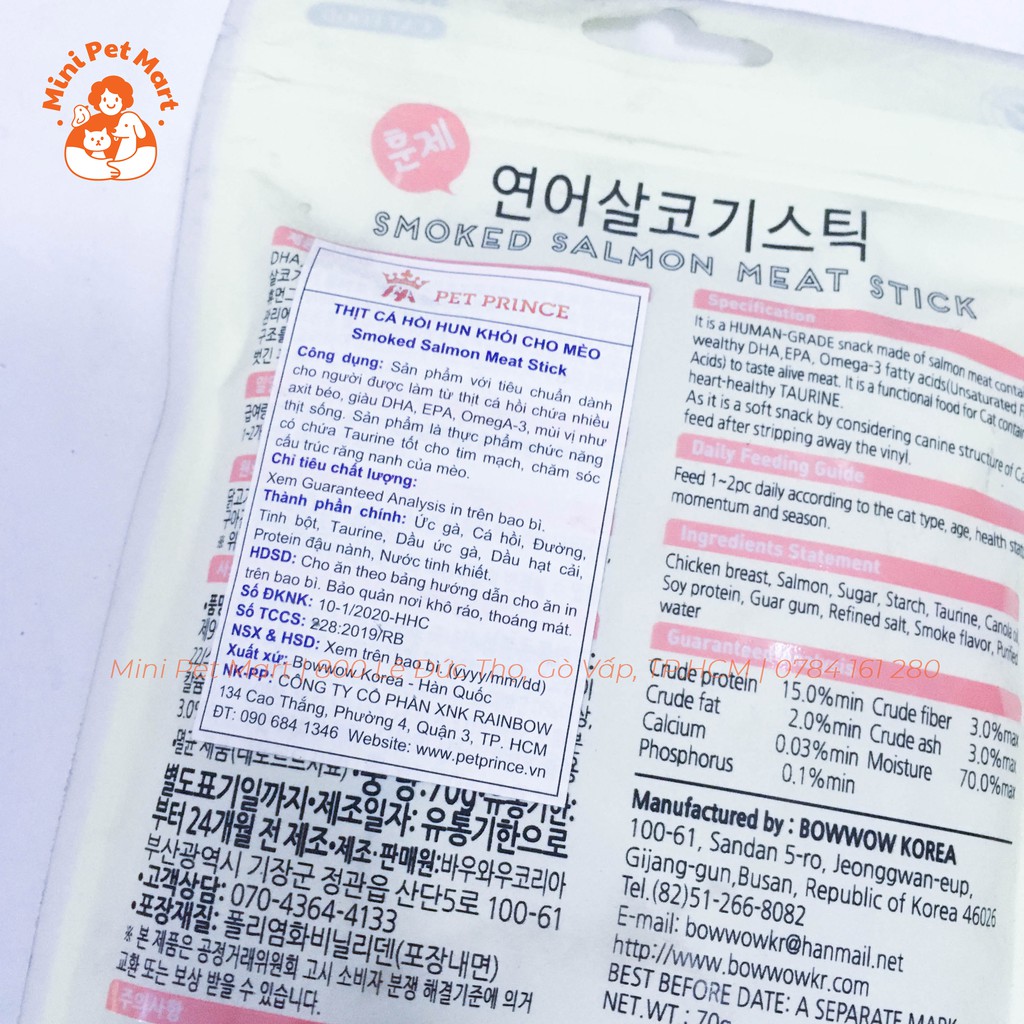 Mini Pet Mart
훈제
연어살코기스틱
SMOKED SALMON MEAT STICK
PET PRINCE
THỊT CÁ HỒI HUN KHÓI CHO MÈO
Smoked Salmon Meat Stick
Công dụng: Sản phẩm với tiêu chuẩn dành
cho người được làm từ thịt cá hồi chứa nhiều
axit béo, giàu DHA, EPA, OmegA-3, mùi vị như
thịt sống. Sản phẩm là thực phẩm chức năng
có chứa Taurine tốt cho tim mạch, chăm sóc
cấu trúc răng nanh của mèo.
Chỉ tiêu chất lượng:
Xem Guaranteed Analysis in trên bao bì.
Thành phần chính: Ức gà, Cá hồi, Đường,
Tinh bột, Taurine, Dầu ức gà, Dầu hạt cải,
Protein đậu nành, Nước tinh khiết.
HDSD: Cho ăn theo bảng hướng dẫn cho ăn in
trên bao bì. Bảo quản nơi khô ráo, thoáng mát.
Số ĐKNK: 10-1/2020-HHC
Số TCCS: 228:2019/RB
NSX & HSD: Xem trên bao bì. (yyyy/mm/dd)
Xuất xứ: Bowwow Korea - Hàn Quốc
NK-PP: CÔNG TY CỔ PHẦN XNK RAINBOW
134 Cao Thắng, Phường 4, Quận 3, TP. HCM
ĐT: 090 684 1346 Website: www.petprince.vn
Specification
It is a HUMAN-GRADE snack made of salmon meat
wealthy DHA, EPA, Omega-3 fatty acids(Unsaturated
Acids) to taste alive meat. It is a functional food for Cat
heart-healthy TAURINE.
As it is a soft snack by considering canine structure of
feed after stripping away the vinyl.
Daily Feeding Guide
Feed 1~2pc daily according to the cat type, age, health
momentum and season.
Ingredients Statement
Chicken breast, Salmon, Sugar, Starch, Taurine, Canola oil,
Soy protein, Guar gum, Refined salt, Smoke flavor, Purified
water
Crude protein 15.0%min Crude fiber 3.0%max
Crude fat 2.0%min Crude ash 3.0%max
Calcium 0.03%min Moisture 70.0%max
Phosphorus 0.1%min
Mini Pet Mart | 900 Lê Đức Thọ, Gò Vấp, TP.HCM | 0784 161 280
Manufactured by : BOWWOW KOREA
100-61, Sandan 5-ro, Jeonggwan-eup,
Gijang-gun, Busan, Republic of Korea 46026
Tel.(82)51-266-8082
E-mail: bowwowkr@hanmail.net
http://www.bowwowkr.com
BEST BEFORE DATE: A SEPARATE MARK
NET.WT : 70g
별도표기일까지•제조일자: 유통기한으로
부터 24개월 전 제조•제조·판매원:바우와우코리아
부산광역시 기장군 정관읍 산단5로 100-61
•고객상담: 070-4364-4133
•포장재질: 폴리염화비닐리덴(포장내면)
※ 본 제품은 공정거래위원회 고시 소비자 분쟁 해결기준에 의거
교환 또는 보상 받을 수 있습니다.
주의사항